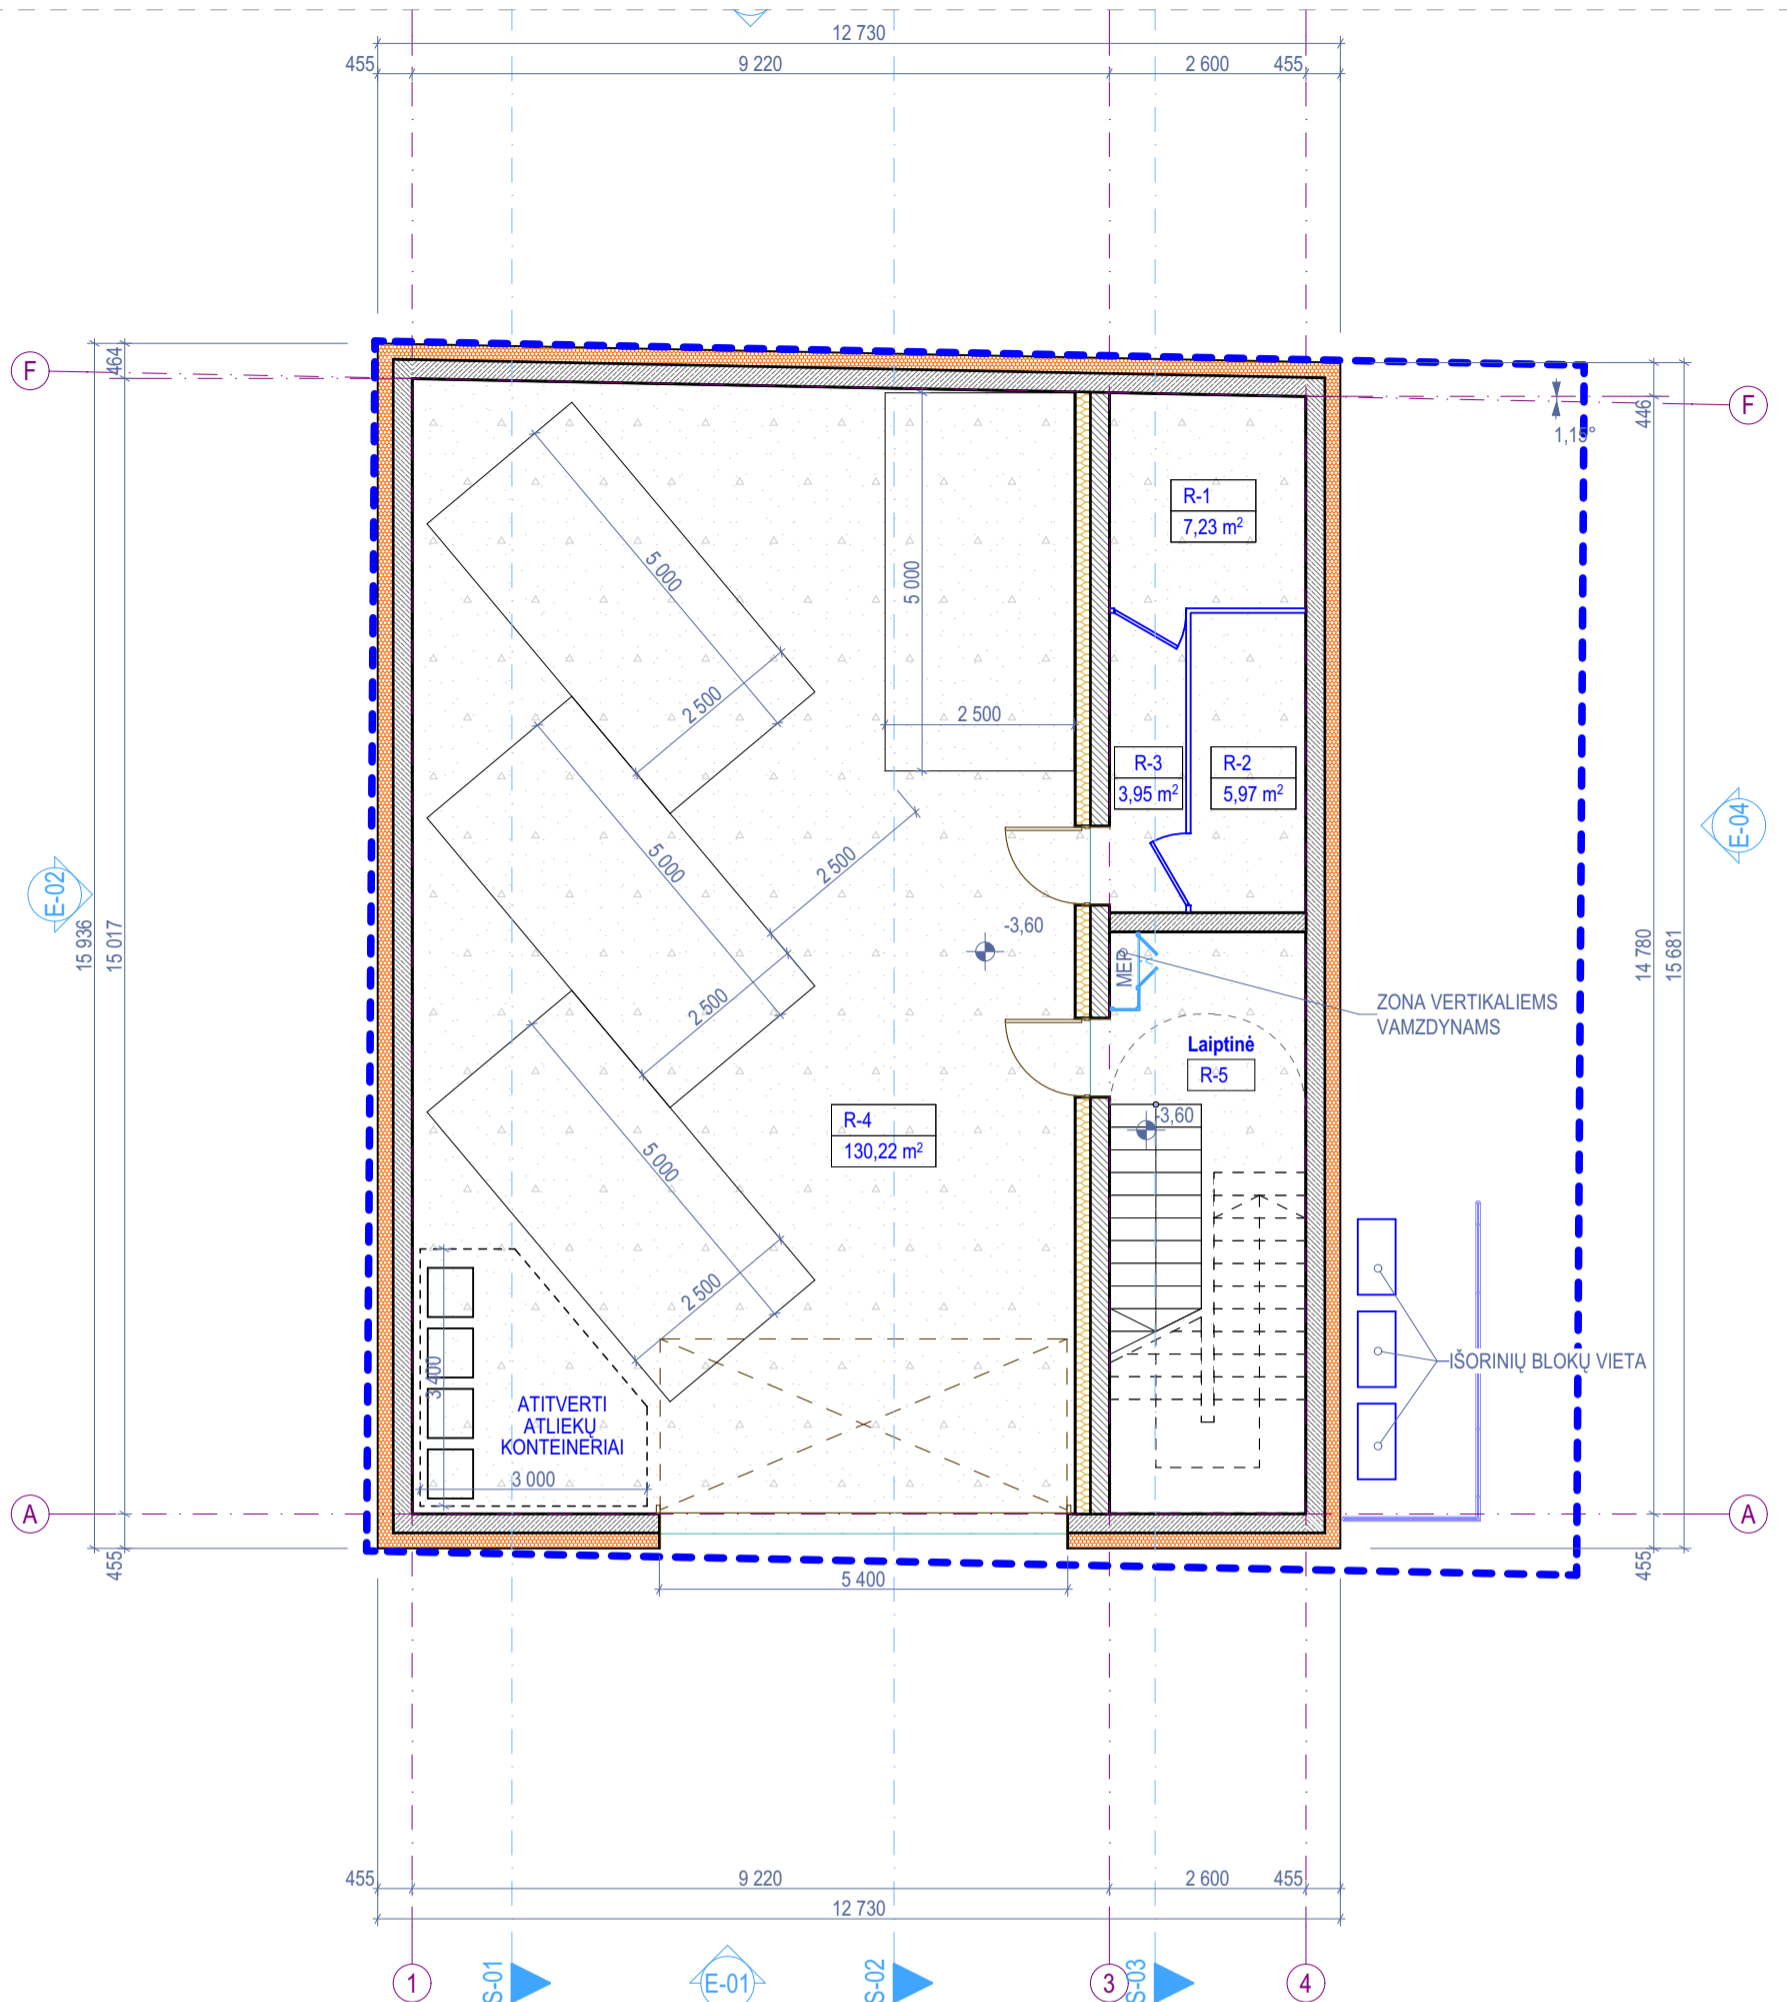 12 730
455
9 220
2 600
455
F
464
F
446
1,15°
R-1
7,23 m²
5 000
5 000
2 500
2 500
R-3
3,95 m²
R-2
5,97 m²
E-04
E-02
15 936
15 017
5 000
2 500
-3,60
14 780
15 681
MEP
2 500
ZONA VERTIKALIEMS
VAMZDYNAMS
Laiptinė
R-5
-3,60
R-4
130,22 m²
5 000
2 500
3 400
IŠORINIŲ BLOKŲ VIETA
ATITVERTI
ATLIEKŲ
KONTEINERIAI
3 000
A
A
455
455
5 400
455
9 220
2 600
455
12 730
1
S-01
E-01
S-02
3
S-03
4